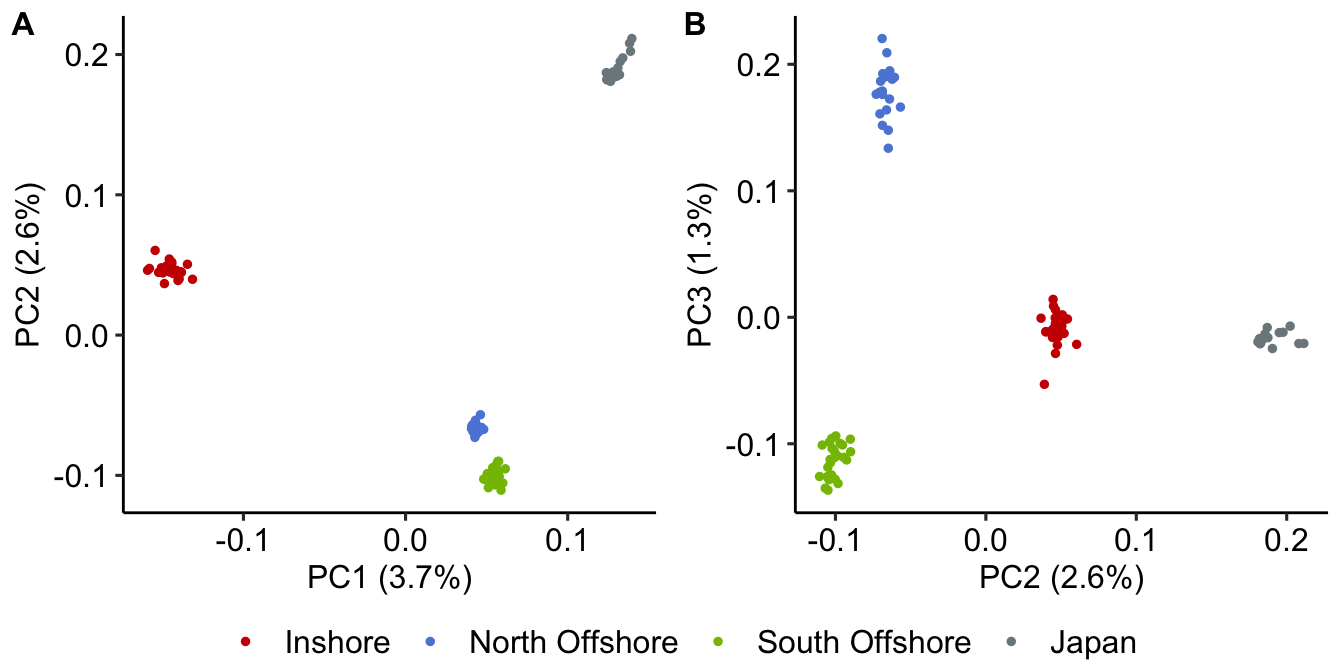 A
0.2
0.1
0.0
-0.1
PC2 (2.6%)
-0.1 0.0 0.1
PC1 (3.7%)
B
0.2
0.1
0.0
-0.1
PC3 (1.3%)
-0.1 0.0 0.1 0.2
PC2 (2.6%)
Inshore North Offshore South Offshore Japan